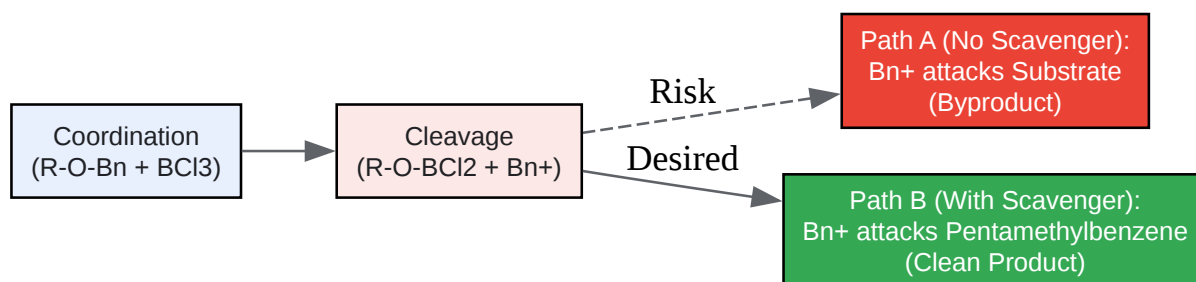 Coordination
(R-O-Bn + BCl3)
Cleavage
(R-O-BCl2 + Bn+)
Risk
Desired
Path A (No Scavenger):
Bn+ attacks Substrate
(Byproduct)
Path B (With Scavenger):
Bn+ attacks Pentamethylbenzene
(Clean Product)